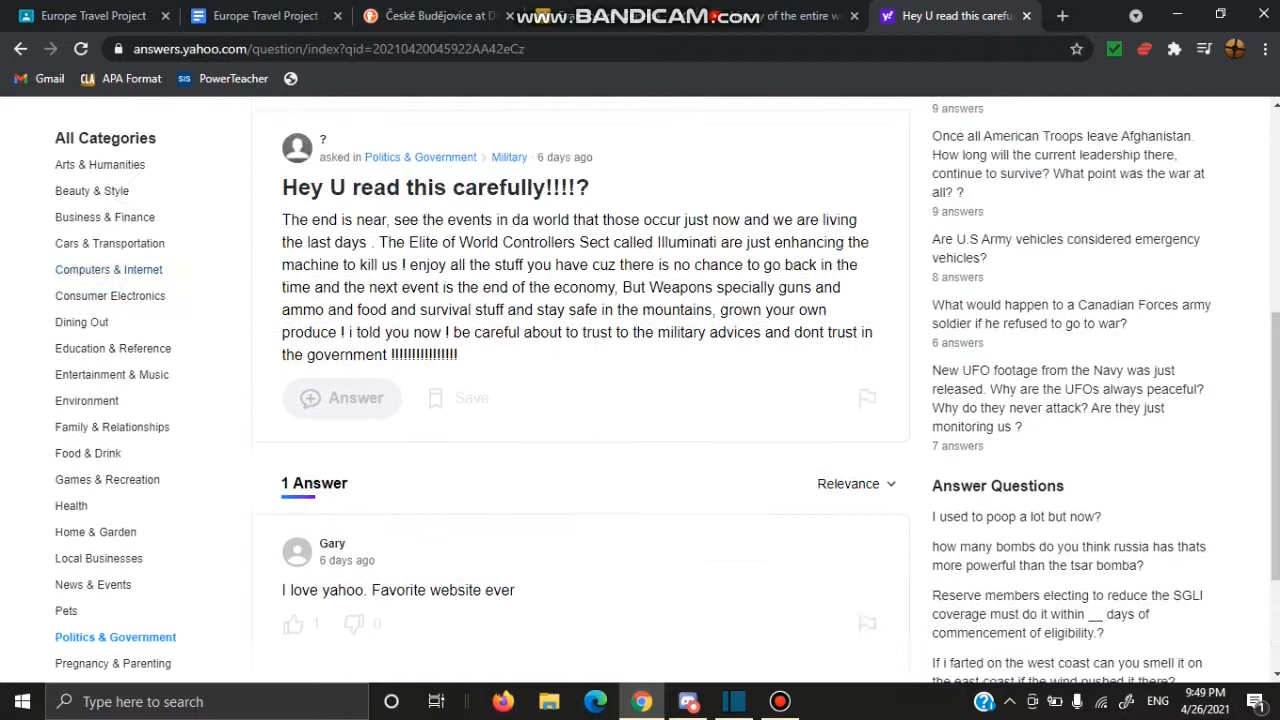 Europe Travel Project
Europe Travel Project
České Budějovice at D
of the entire w
Hey U read this carefu
www.BANDICAM.com
answers.yahoo.com/question/index?qid=20210420045922AA42eCz
Gmail
CLA APA Format
SIS PowerTeacher
All Categories
Arts & Humanities
Beauty & Style
Business & Finance
Cars & Transportation
Computers & Internet
Consumer Electronics
Dining Out
Education & Reference
Entertainment & Music
Environment
Family & Relationships
Food & Drink
Games & Recreation
Health
Home & Garden
Local Businesses
News & Events
Pets
Politics & Government
Pregnancy & Parenting
?
asked in Politics & Government > Military · 6 days ago
Hey U read this carefully!!!!?
The end is near, see the events in da world that those occur just now and we are living
the last days . The Elite of World Controllers Sect called Illuminati are just enhancing the
machine to kill us ! enjoy all the stuff you have cuz there is no chance to go back in the
time and the next event is the end of the economy, But Weapons specially guns and
ammo and food and survival stuff and stay safe in the mountains, grown your own
produce ! i told you now ! be careful about to trust to the military advices and dont trust in
the government !!!!!!!!!!!!!!!!
Answer
Save
1 Answer
Relevance
Gary
6 days ago
I love yahoo. Favorite website ever
1
0
9 answers
Once all American Troops leave Afghanistan.
How long will the current leadership there,
continue to survive? What point was the war at
all? ?
9 answers
Are U.S Army vehicles considered emergency
vehicles?
8 answers
What would happen to a Canadian Forces army
soldier if he refused to go to war?
6 answers
New UFO footage from the Navy was just
released. Why are the UFOs always peaceful?
Why do they never attack? Are they just
monitoring us ?
7 answers
Answer Questions
I used to poop a lot but now?
how many bombs do you think russia has thats
more powerful than the tsar bomba?
Reserve members electing to reduce the SGLI
coverage must do it within __ days of
commencement of eligibility.?
If i farted on the west coast can you smell it on
the east coast if the wind pushed it there?
Type here to search
ENG
9:49 PM
4/26/2021
1